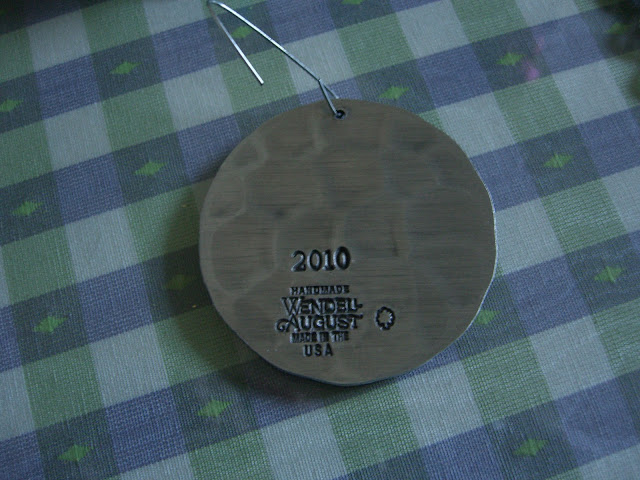 2010
HANDMADE
WENDELL
AUGUST
MADE IN THE
USA